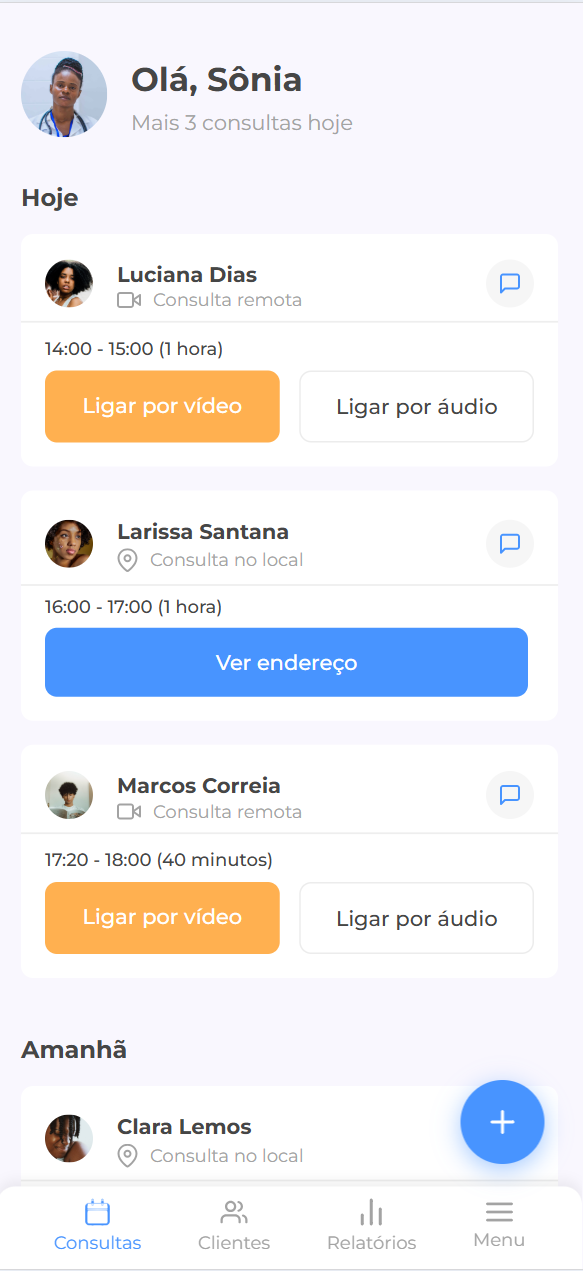 Olá, Sônia
Mais 3 consultas hoje
Hoje
Luciana Dias
Consulta remota
14:00 - 15:00 (1 hora)
Ligar por vídeo
Ligar por áudio
Larissa Santana
Consulta no local
16:00 - 17:00 (1 hora)
Ver endereço
Marcos Correia
Consulta remota
17:20 - 18:00 (40 minutos)
Ligar por vídeo
Ligar por áudio
Amanhã
Clara Lemos
Consulta no local
Consultas
Clientes
Relatórios
Menu